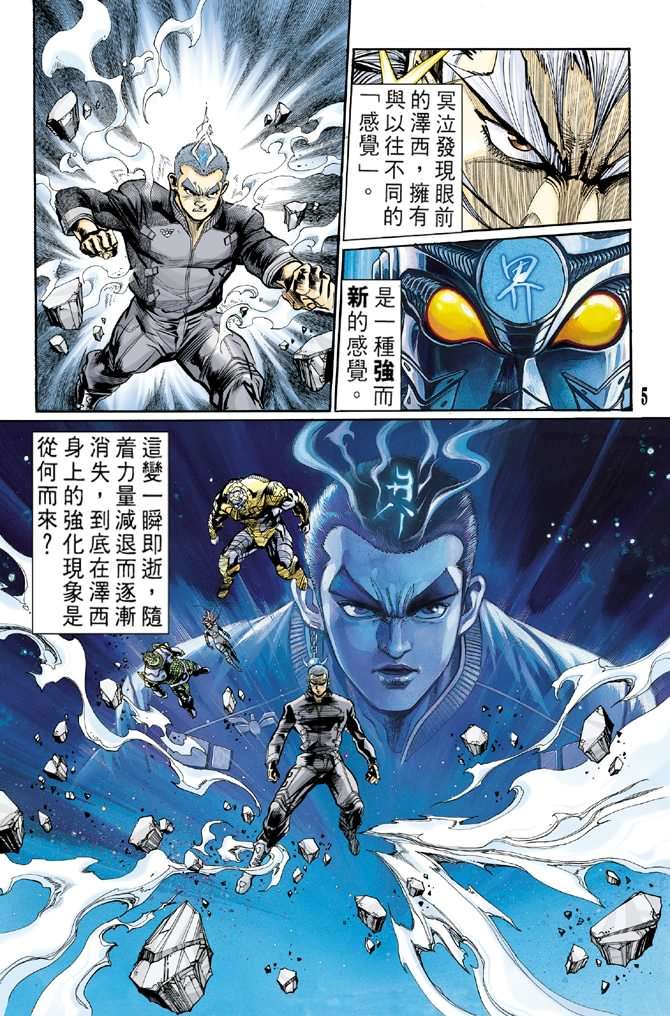 冥泣發現眼前
的澤西，擁有
與以往不同的
「感覺」。
界
是一種強而
新的感覺。
5
這變一瞬即逝，隨
着力量減退而逐漸
消失，到底在澤西
身上的強化現象是
從何而來？
界